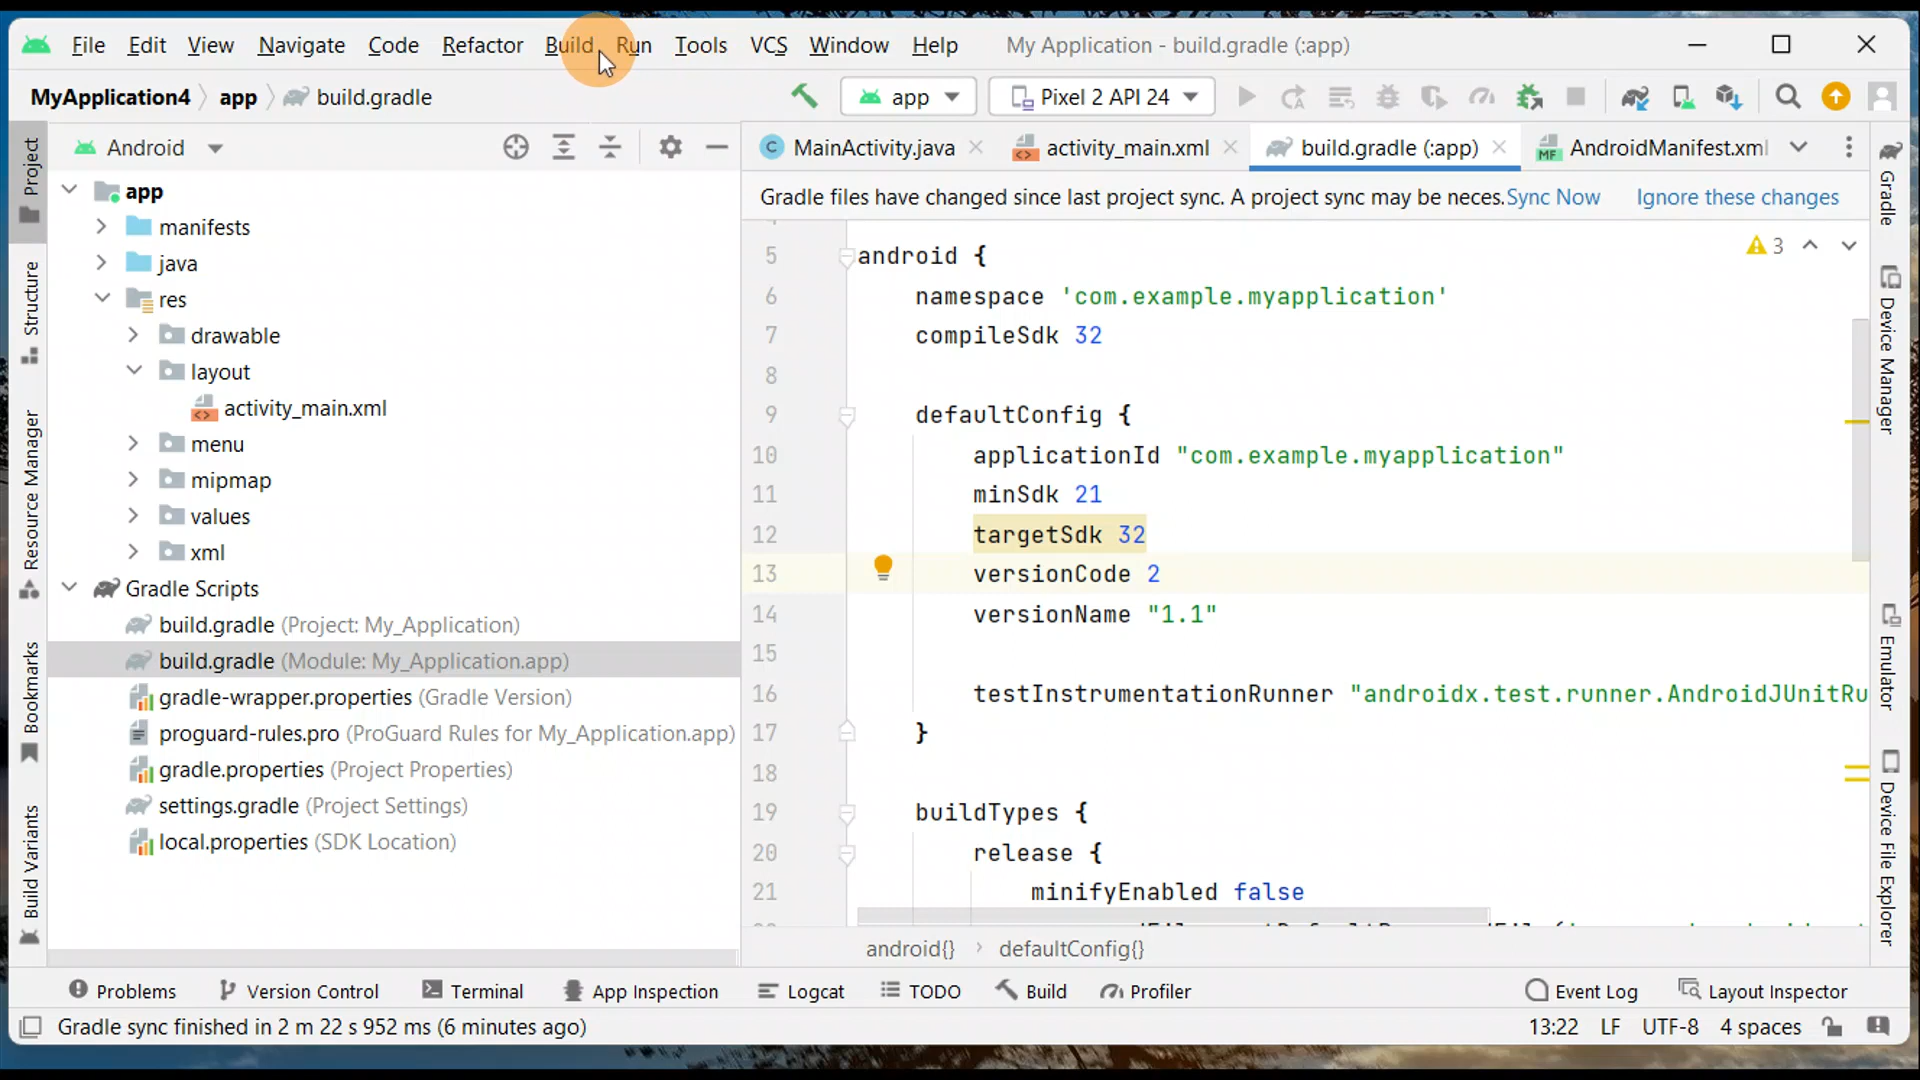 File Edit View Navigate Code Refactor Build Run Tools VCS Window Help My Application - build.gradle (:app)
MyApplication4 app build.gradle app Pixel 2 API 24
Project
Structure
Resource Manager
Bookmarks
Build Variants
Android
app
manifests
java
res
drawable
layout
activity_main.xml
menu
mipmap
values
xml
Gradle Scripts
build.gradle (Project: My_Application)
build.gradle (Module: My_Application.app)
gradle-wrapper.properties (Gradle Version)
proguard-rules.pro (ProGuard Rules for My_Application.app)
gradle.properties (Project Properties)
settings.gradle (Project Settings)
local.properties (SDK Location)
MainActivity.java activity_main.xml build.gradle (:app) AndroidManifest.xml
Gradle files have changed since last project sync. A project sync may be neces. Sync Now Ignore these changes
3
5 android {
6 namespace 'com.example.myapplication'
7 compileSdk 32
8
9 defaultConfig {
10 applicationId "com.example.myapplication"
11 minSdk 21
12 targetSdk 32
13 versionCode 2
14 versionName "1.1"
15
16 testInstrumentationRunner "androidx.test.runner.AndroidJUnitRu
17 }
18
19 buildTypes {
20 release {
21 minifyEnabled false
android{} defaultConfig{}
Gradle
Device Manager
Emulator
Device File Explorer
Problems Version Control Terminal App Inspection Logcat TODO Build Profiler Event Log Layout Inspector
Gradle sync finished in 2 m 22 s 952 ms (6 minutes ago) 13:22 LF UTF-8 4 spaces